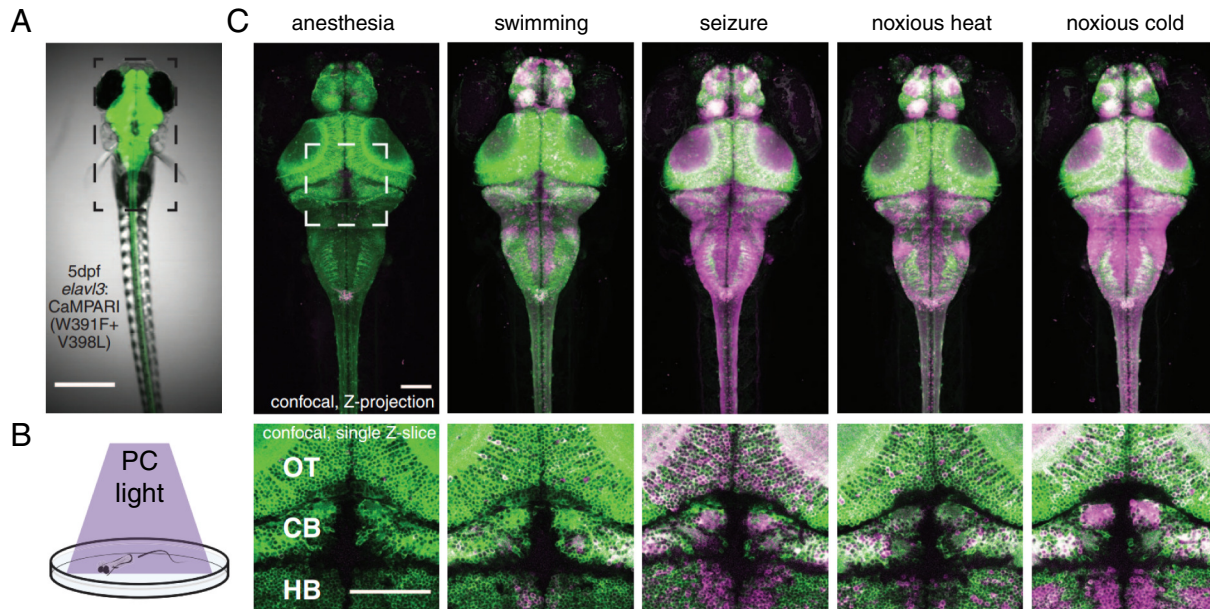 A
5dpf
elavl3:
CaMPARI
(W391F+
V398L)
B
PC
light
C
anesthesia
swimming
seizure
noxious heat
noxious cold
confocal, Z-projection
confocal, single Z-slice
OT
CB
HB